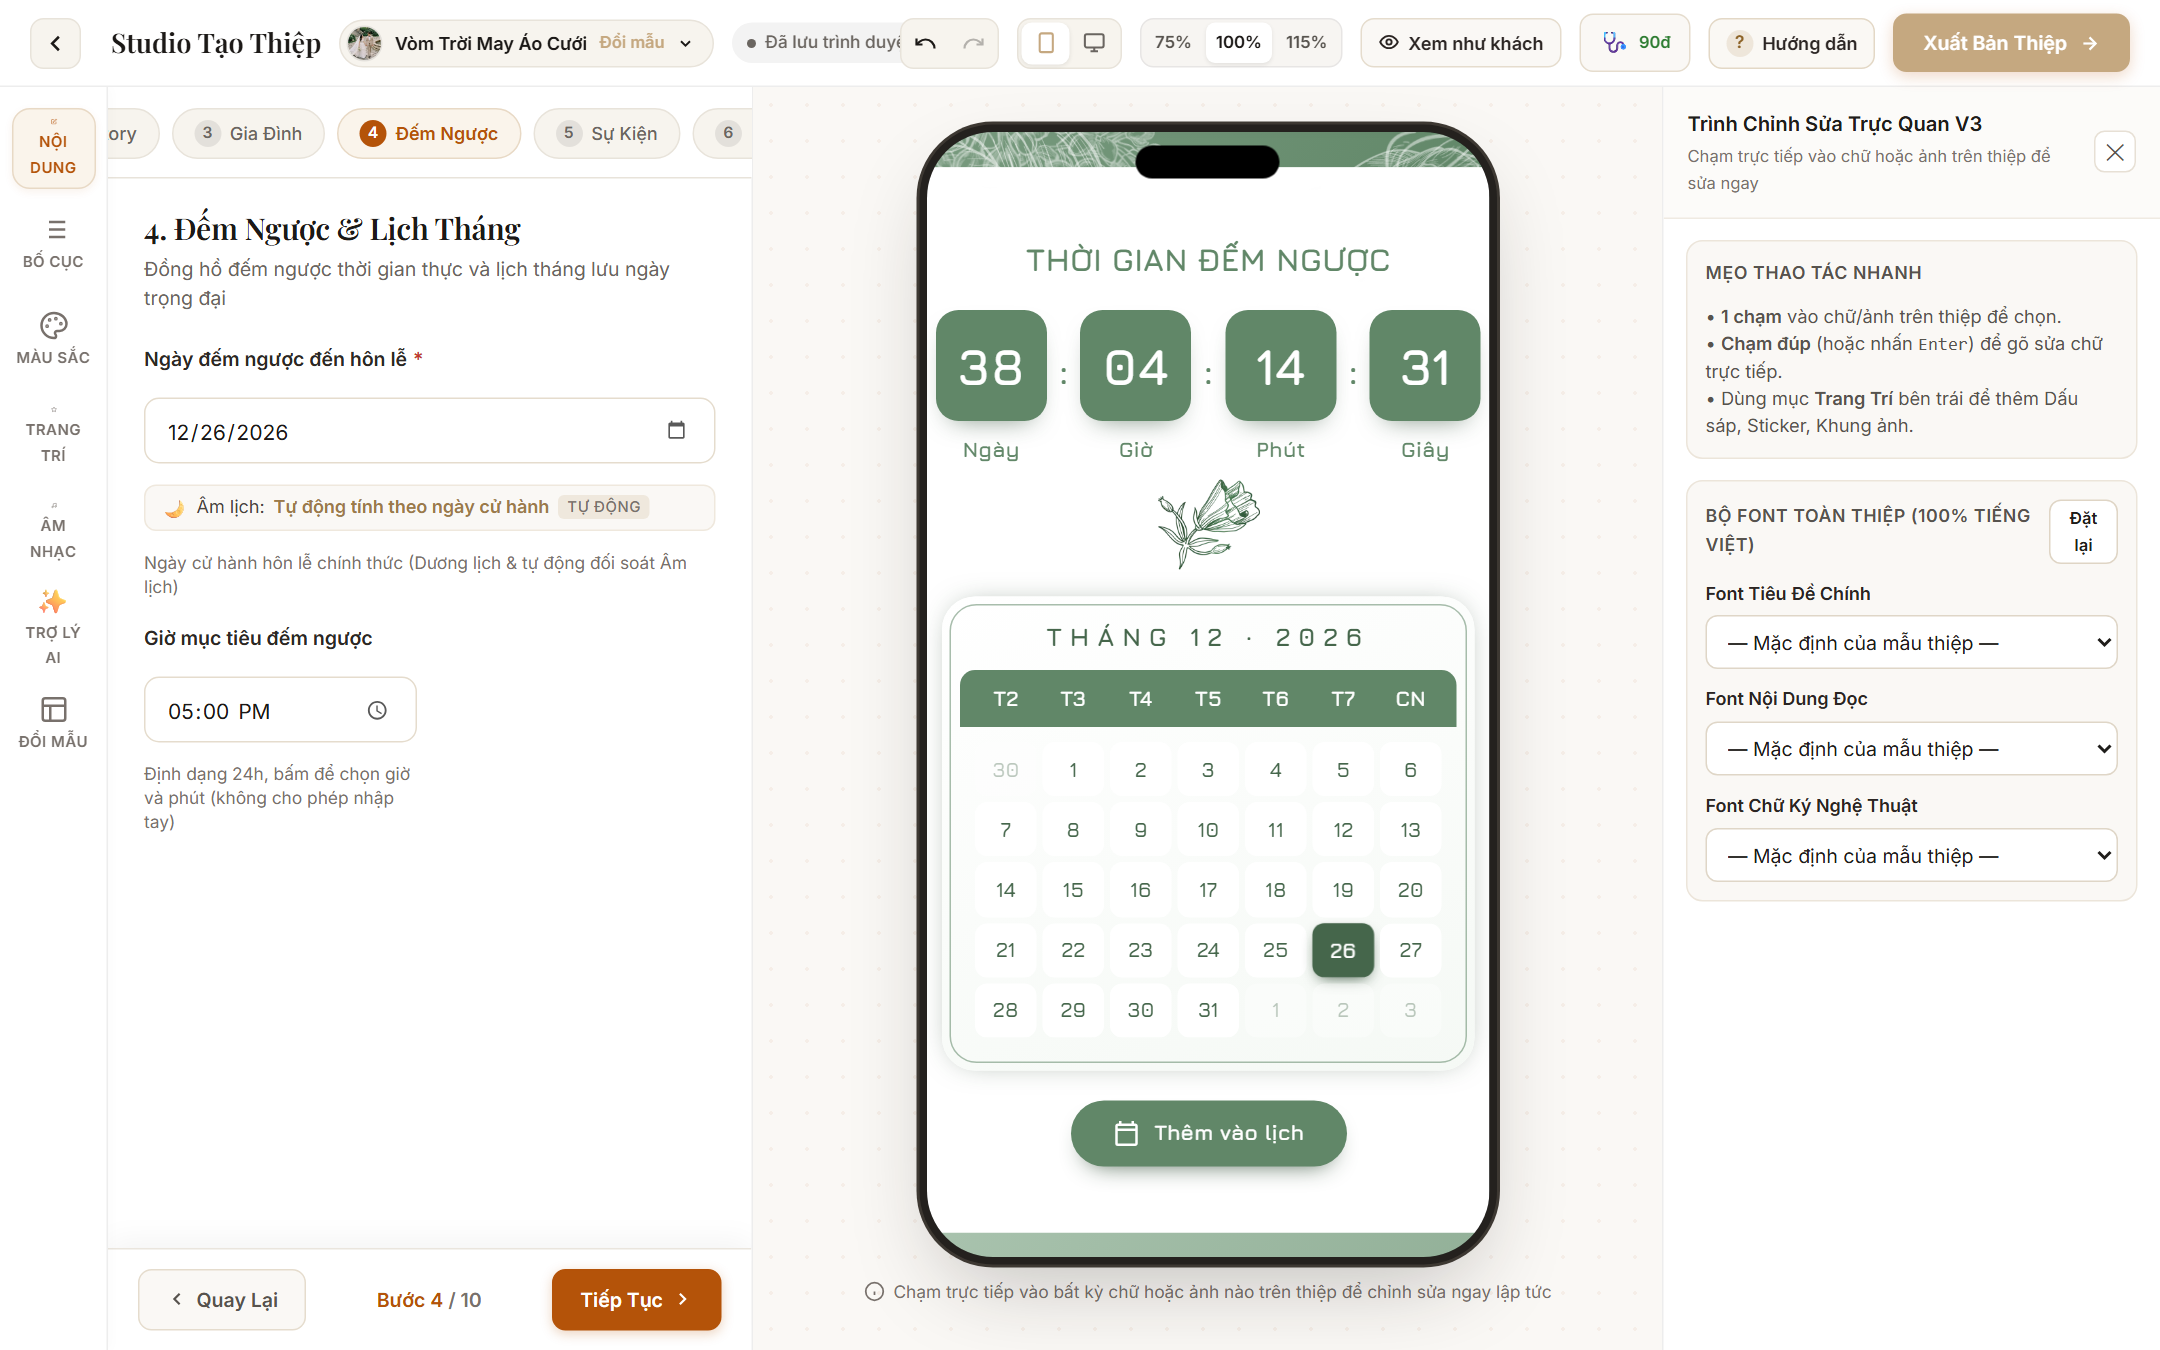 Studio Tạo Thiệp
Vòm Trời May Áo Cưới Đổi mẫu
Đã lưu trình duyệ
75% 100% 115%
Xem như khách
90đ
? Hướng dẫn
Xuất Bản Thiệp
NỘI
DUNG
BỐ CỤC
MÀU SẮC
TRANG
TRÍ
ÂM
NHẠC
TRỢ LÝ
AI
ĐỔI MẪU
ory
3 Gia Đình
4 Đếm Ngược
5 Sự Kiện
6
4. Đếm Ngược & Lịch Tháng
Đồng hồ đếm ngược thời gian thực và lịch tháng lưu ngày
trọng đại
Ngày đếm ngược đến hôn lễ *
12/26/2026
Âm lịch: Tự động tính theo ngày cử hành TỰ ĐỘNG
Ngày cử hành hôn lễ chính thức (Dương lịch & tự động đối soát Âm
lịch)
Giờ mục tiêu đếm ngược
05:00 PM
Định dạng 24h, bấm để chọn giờ
và phút (không cho phép nhập
tay)
Quay Lại
Bước 4 / 10
Tiếp Tục
THỜI GIAN ĐẾM NGƯỢC
38 : 04 : 14 : 31
Ngày Giờ Phút Giây
THÁNG 12 · 2026
T2 T3 T4 T5 T6 T7 CN
30 1 2 3 4 5 6
7 8 9 10 11 12 13
14 15 16 17 18 19 20
21 22 23 24 25 26 27
28 29 30 31 1 2 3
Thêm vào lịch
Chạm trực tiếp vào bất kỳ chữ hoặc ảnh nào trên thiệp để chỉnh sửa ngay lập tức
Trình Chỉnh Sửa Trực Quan V3
Chạm trực tiếp vào chữ hoặc ảnh trên thiệp để
sửa ngay
MẸO THAO TÁC NHANH
• 1 chạm vào chữ/ảnh trên thiệp để chọn.
• Chạm đúp (hoặc nhấn Enter) để gõ sửa chữ
trực tiếp.
• Dùng mục Trang Trí bên trái để thêm Dấu
sáp, Sticker, Khung ảnh.
BỘ FONT TOÀN THIỆP (100% TIẾNG
VIỆT)
Đặt
lại
Font Tiêu Đề Chính
— Mặc định của mẫu thiệp —
Font Nội Dung Đọc
— Mặc định của mẫu thiệp —
Font Chữ Ký Nghệ Thuật
— Mặc định của mẫu thiệp —